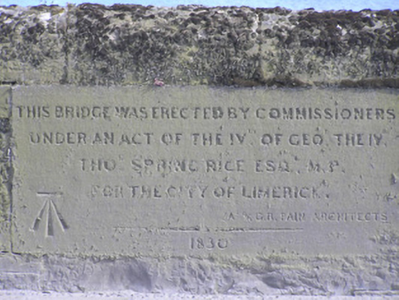 THIS BRIDGE WAS ERECTED BY COMMISSIONERS
UNDER AN ACT OF THE IV. OF GEO. THE IV.
THO. SPRING RICE ESQ. M.P.
FOR THE CITY OF LIMERICK.
A. & G.R. PAIN ARCHITECTS
1830